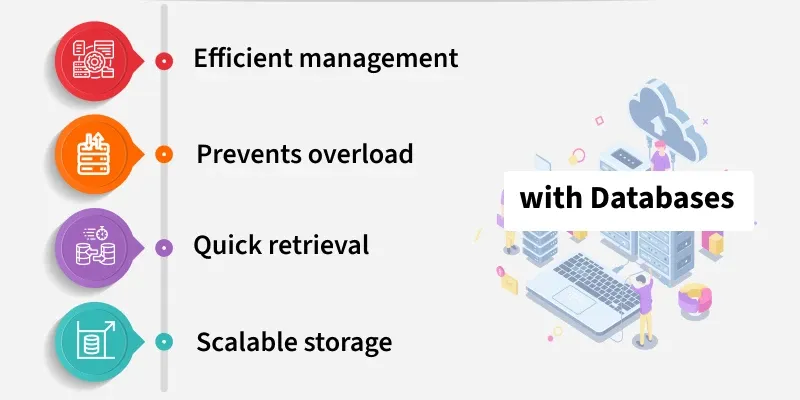 Efficient management
Prevents overload
with Databases
Quick retrieval
Scalable storage